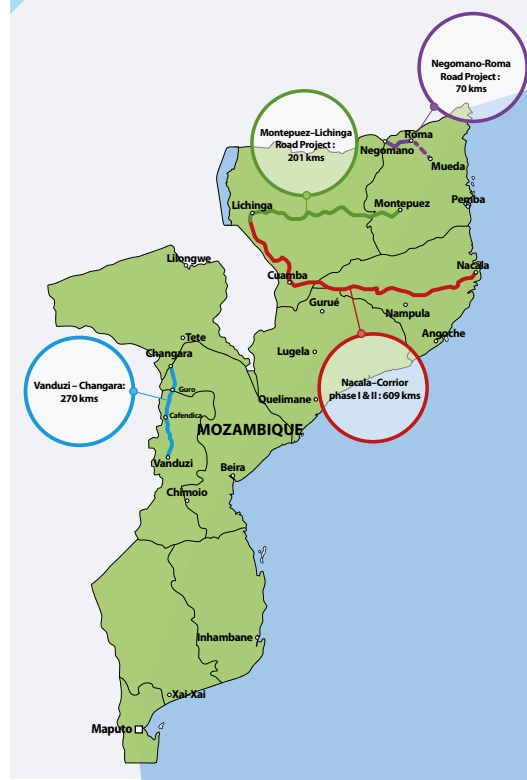 Negomano-Roma
Road Project :
70 kms
Montepuez–Lichinga
Road Project :
201 kms
Roma
Negomano
Mueda
Lichinga
Montepuez
Pemba
Lilongwe
Cuamba
Nacala
Gurué
Nampula
Tete
Angoche
Changara
Lugela
Vanduzi – Changara:
270 kms
Guro
Nacala–Corrior
phase I & II : 609 kms
Quelimane
Cafendica
MOZAMBIQUE
Vanduzi
Beira
Chimoio
Inhambane
Xai-Xai
Maputo